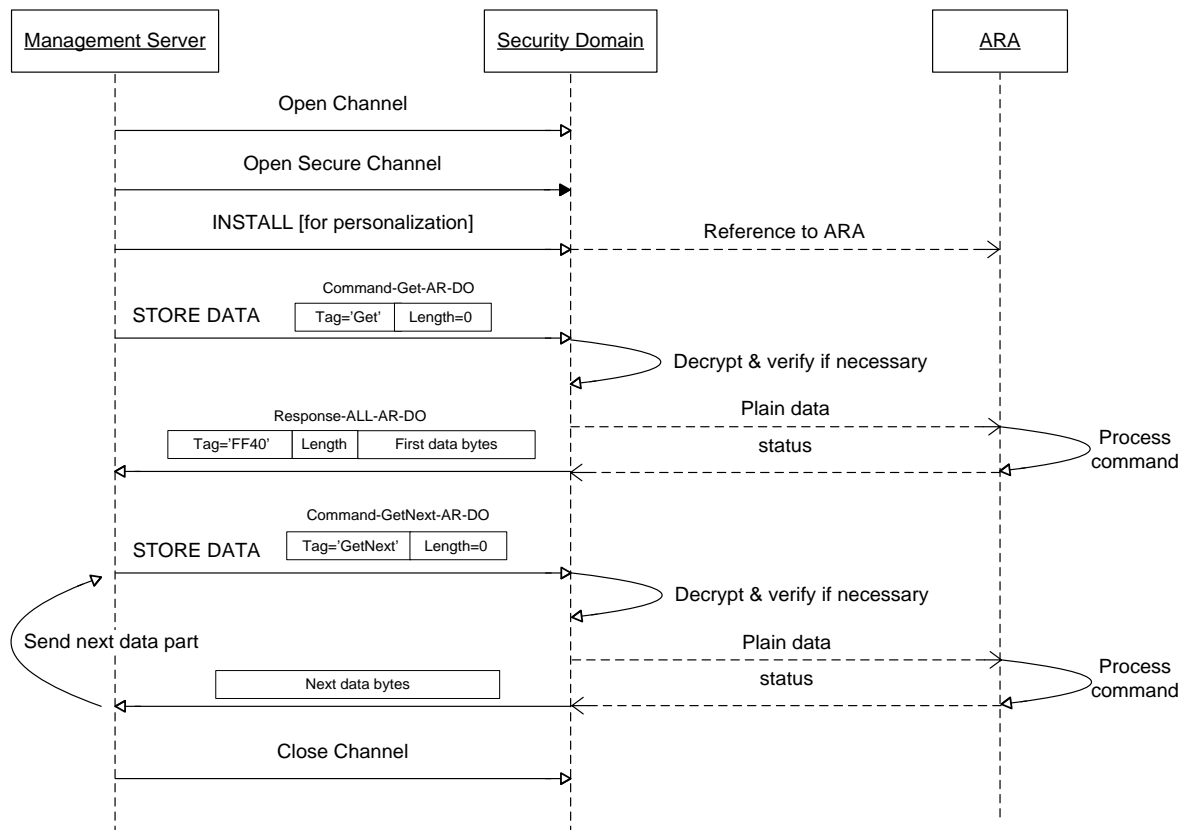 Management Server
Security Domain
ARA
Open Channel
Open Secure Channel
INSTALL [for personalization]
Reference to ARA
Command-Get-AR-DO
STORE DATA
Tag=’Get’
Length=0
Decrypt & verify if necessary
Response-ALL-AR-DO
Plain data
Tag=’FF40’
Length
First data bytes
status
Process
command
Command-GetNext-AR-DO
STORE DATA
Tag=’GetNext’
Length=0
Decrypt & verify if necessary
Send next data part
Plain data
Next data bytes
status
Process
command
Close Channel